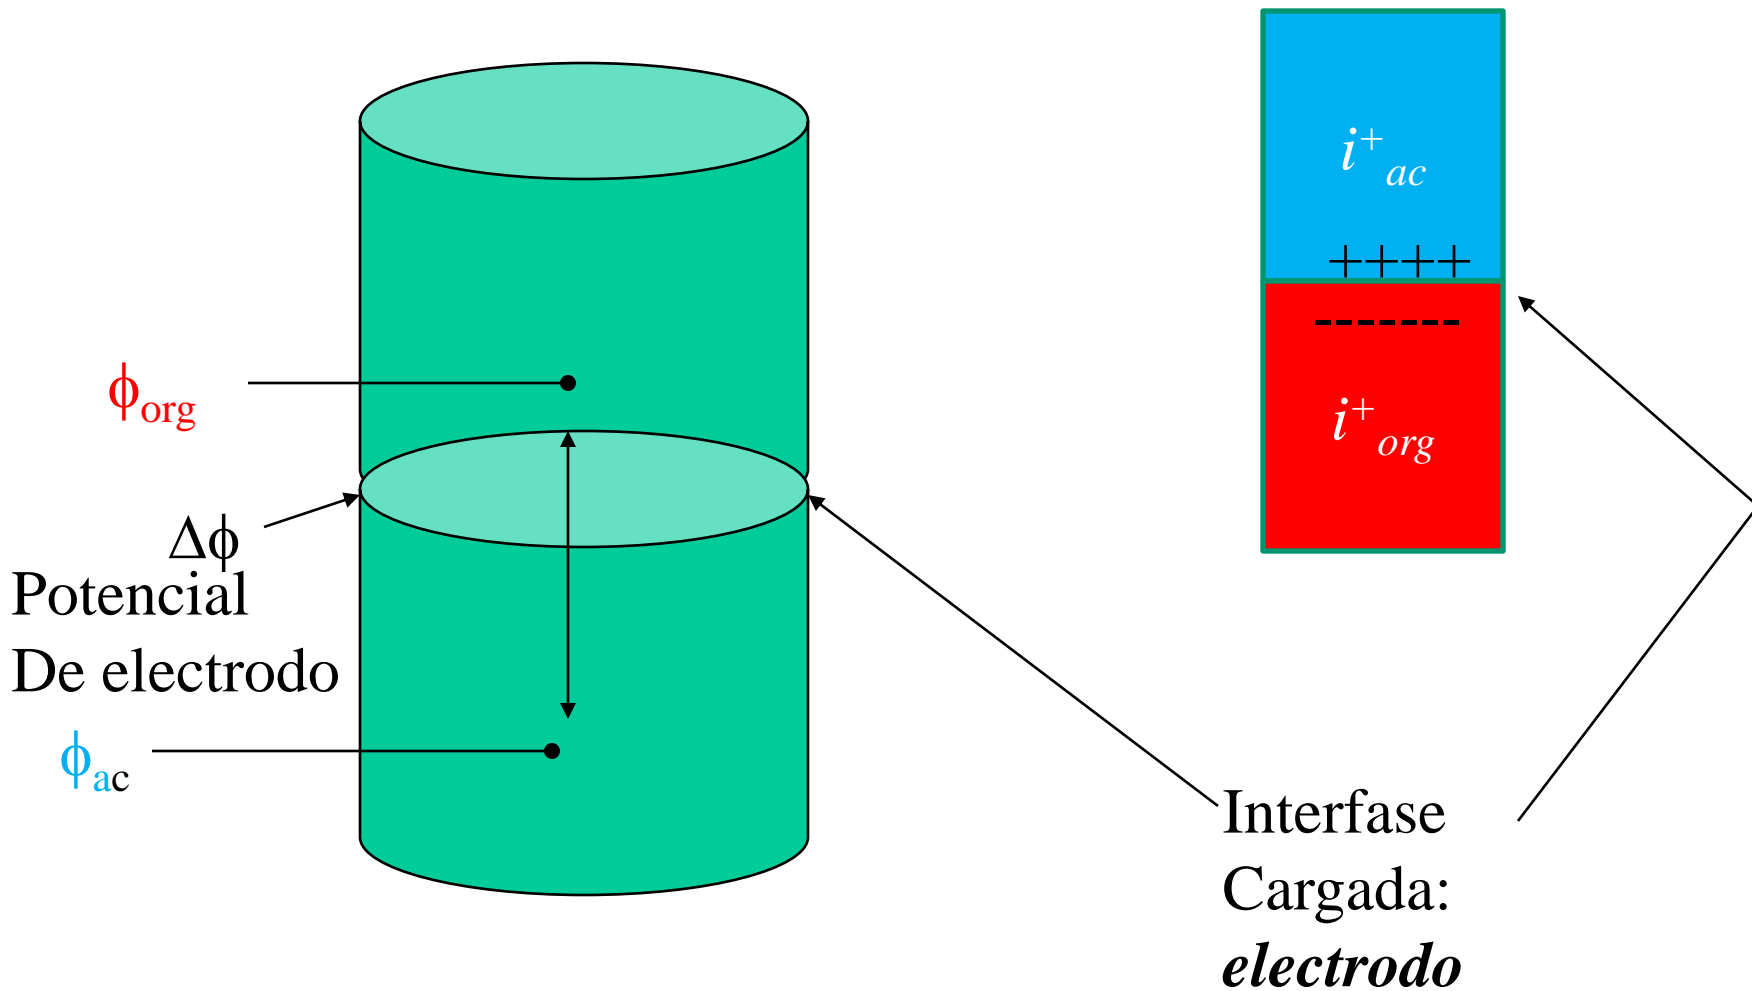 i⁺ac
++++
-------
i⁺org
ϕorg
Δϕ
Potencial
De electrodo
ϕac
Interfase
Cargada:
electrodo